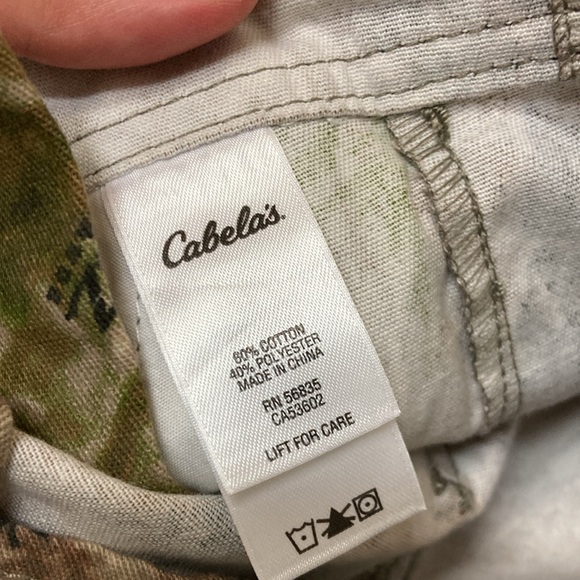 Cabela's.
60% COTTON
40% POLYESTER
MADE IN CHINA
RN 56835
CA53602
LIFT FOR CARE